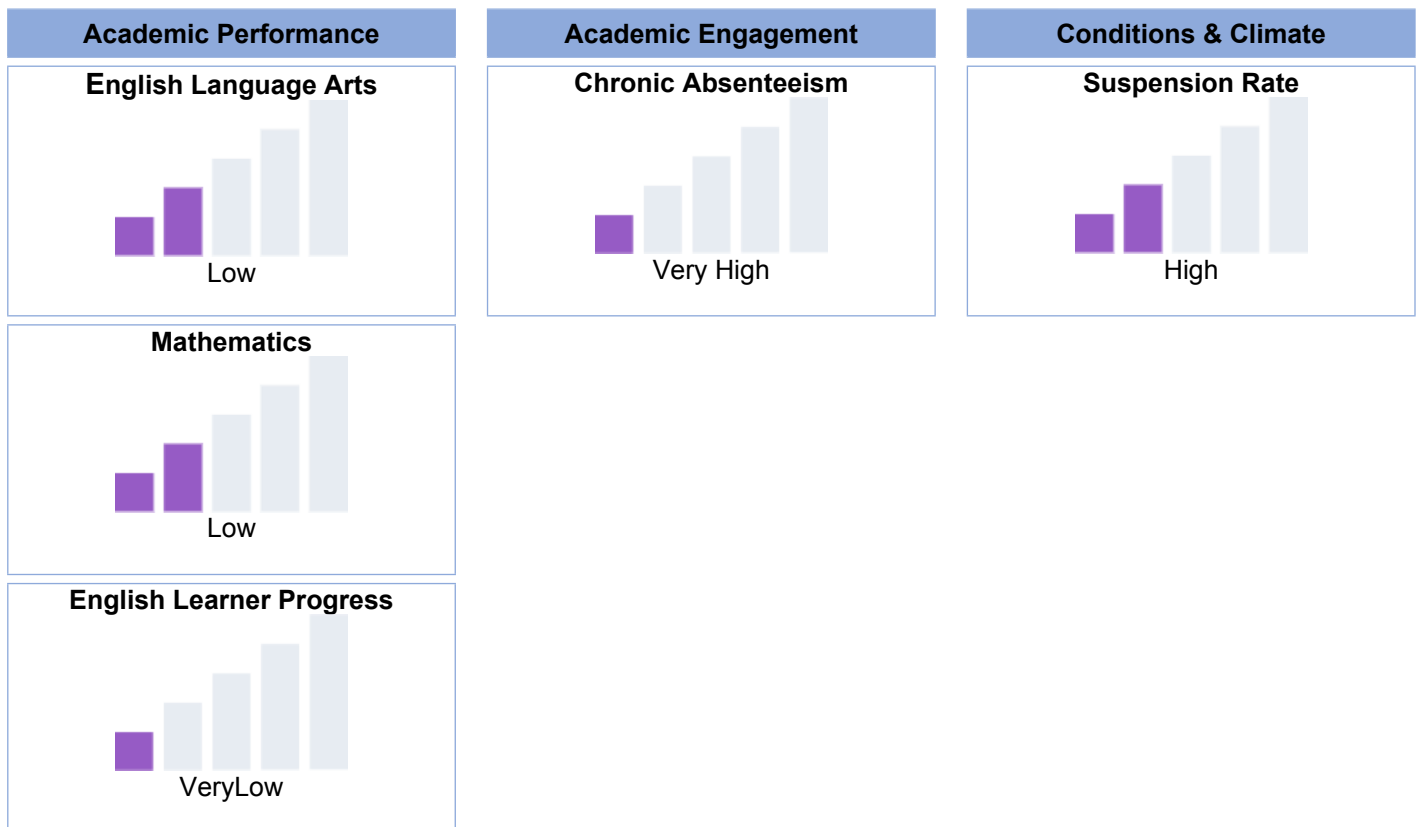 Academic Performance
English Language Arts
Low
Mathematics
Low
English Learner Progress
VeryLow
Academic Engagement
Chronic Absenteeism
Very High
Conditions & Climate
Suspension Rate
High